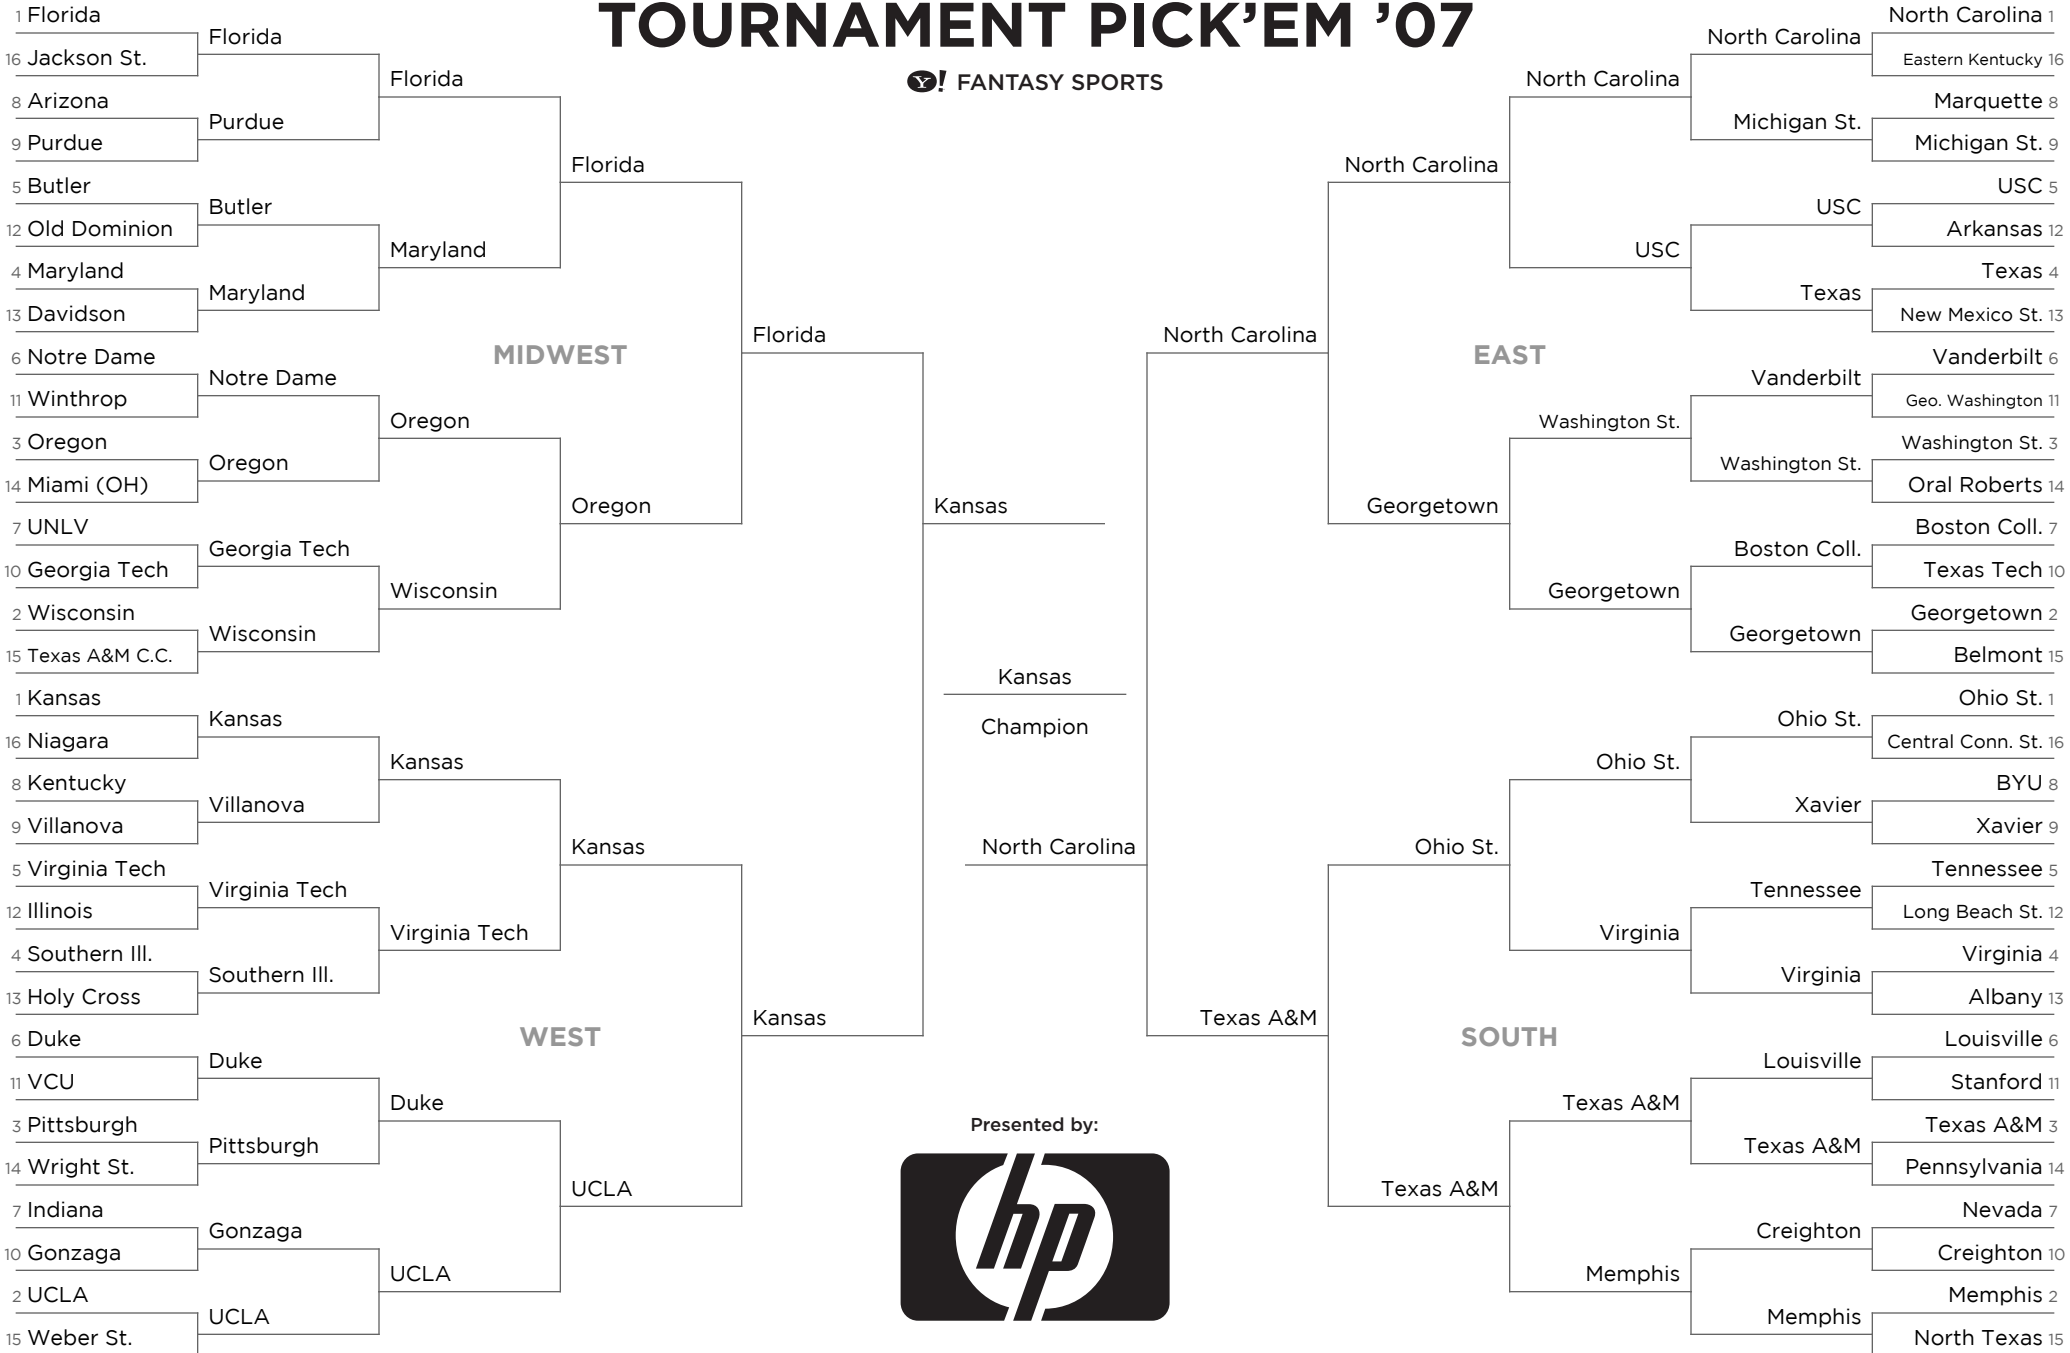 TOURNAMENT PICK'EM '07
Y! FANTASY SPORTS
1 Florida
16 Jackson St.
8 Arizona
9 Purdue
5 Butler
12 Old Dominion
4 Maryland
13 Davidson
6 Notre Dame
11 Winthrop
3 Oregon
14 Miami (OH)
7 UNLV
10 Georgia Tech
2 Wisconsin
15 Texas A&M C.C.
Florida
Purdue
Butler
Maryland
Notre Dame
Oregon
Georgia Tech
Wisconsin
Florida
Maryland
Oregon
Wisconsin
Florida
Oregon
MIDWEST
Florida
1 Kansas
16 Niagara
8 Kentucky
9 Villanova
5 Virginia Tech
12 Illinois
4 Southern Ill.
13 Holy Cross
6 Duke
11 VCU
3 Pittsburgh
14 Wright St.
7 Indiana
10 Gonzaga
2 UCLA
15 Weber St.
Kansas
Villanova
Virginia Tech
Southern Ill.
Duke
Pittsburgh
Gonzaga
UCLA
Kansas
Virginia Tech
Duke
UCLA
Kansas
UCLA
WEST
Kansas
Kansas
Kansas
Champion
North Carolina
Presented by:
hp
North Carolina
EAST
North Carolina
Georgetown
North Carolina
USC
Washington St.
Georgetown
North Carolina
Michigan St.
USC
Texas
Vanderbilt
Washington St.
Boston Coll.
Georgetown
North Carolina 1
Eastern Kentucky 16
Marquette 8
Michigan St. 9
USC 5
Arkansas 12
Texas 4
New Mexico St. 13
Vanderbilt 6
Geo. Washington 11
Washington St. 3
Oral Roberts 14
Boston Coll. 7
Texas Tech 10
Georgetown 2
Belmont 15
Texas A&M
SOUTH
Ohio St.
Texas A&M
Ohio St.
Virginia
Texas A&M
Memphis
Ohio St.
Xavier
Tennessee
Virginia
Louisville
Texas A&M
Creighton
Memphis
Ohio St. 1
Central Conn. St. 16
BYU 8
Xavier 9
Tennessee 5
Long Beach St. 12
Virginia 4
Albany 13
Louisville 6
Stanford 11
Texas A&M 3
Pennsylvania 14
Nevada 7
Creighton 10
Memphis 2
North Texas 15